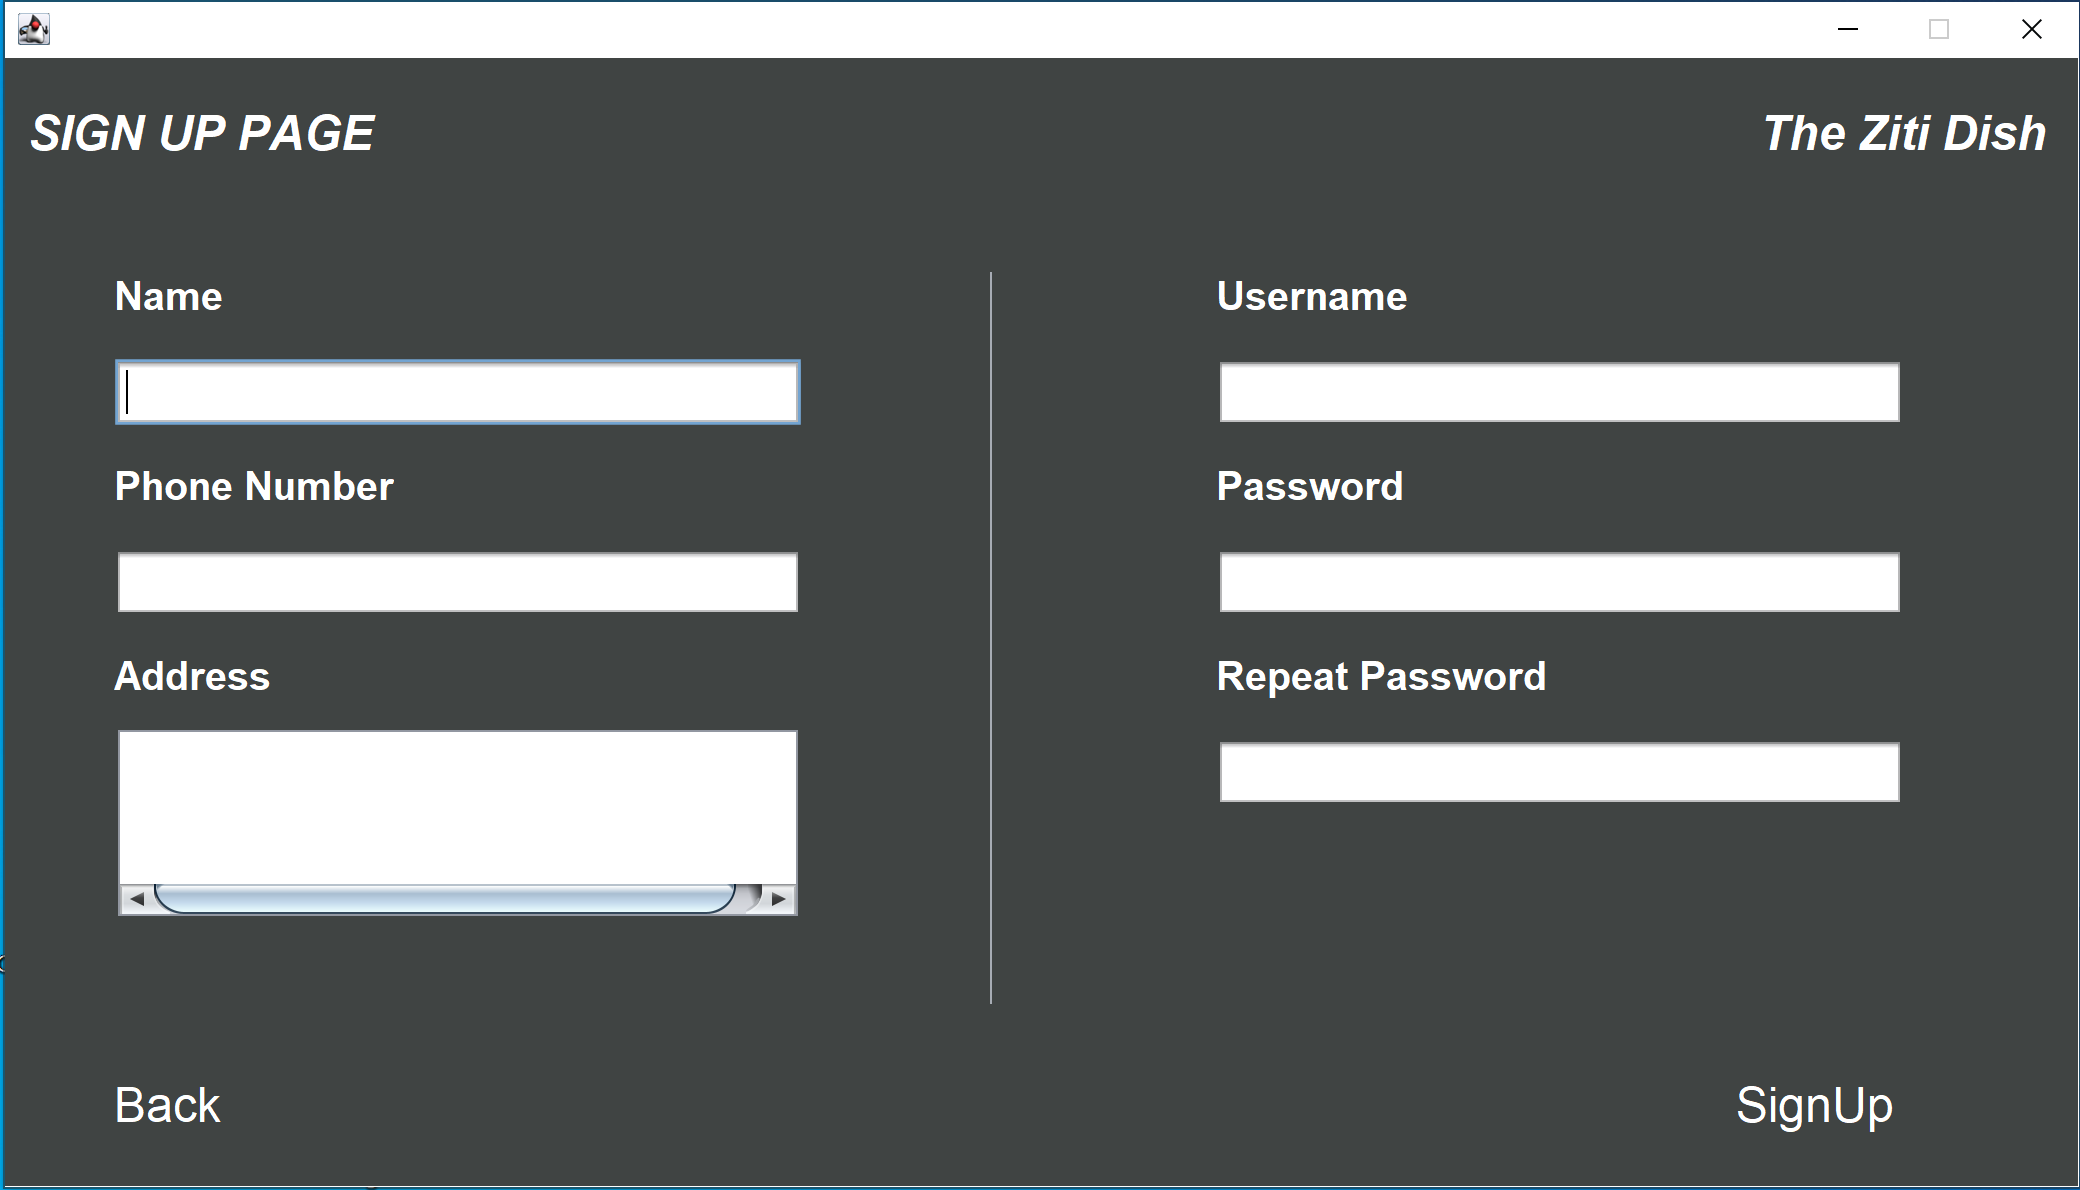 SIGN UP PAGE
The Ziti Dish
Name
Username
Phone Number
Password
Address
Repeat Password
Back
SignUp